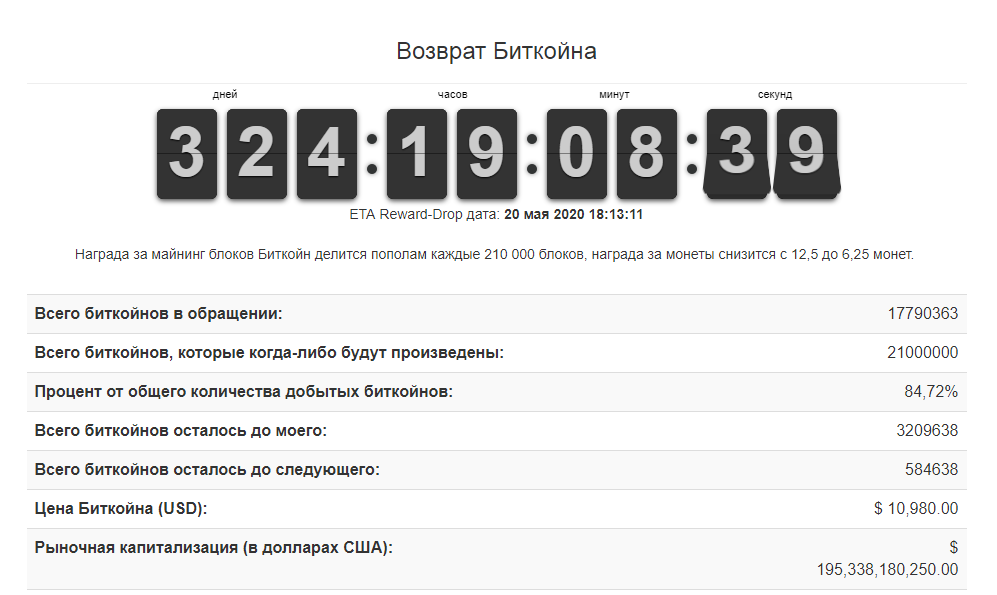 Возврат Биткойна
дней часов минут секунд
324:19:08:39
ETA Reward-Drop дата: 20 мая 2020 18:13:11
Награда за майнинг блоков Биткойн делится пополам каждые 210 000 блоков, награда за монеты снизится с 12,5 до 6,25 монет.
Всего биткойнов в обращении: 17790363
Всего биткойнов, которые когда-либо будут произведены: 21000000
Процент от общего количества добытых биткойнов: 84,72%
Всего биткойнов осталось до моего: 3209638
Всего биткойнов осталось до следующего: 584638
Цена Биткойна (USD): $ 10,980.00
Рыночная капитализация (в долларах США): $
195,338,180,250.00